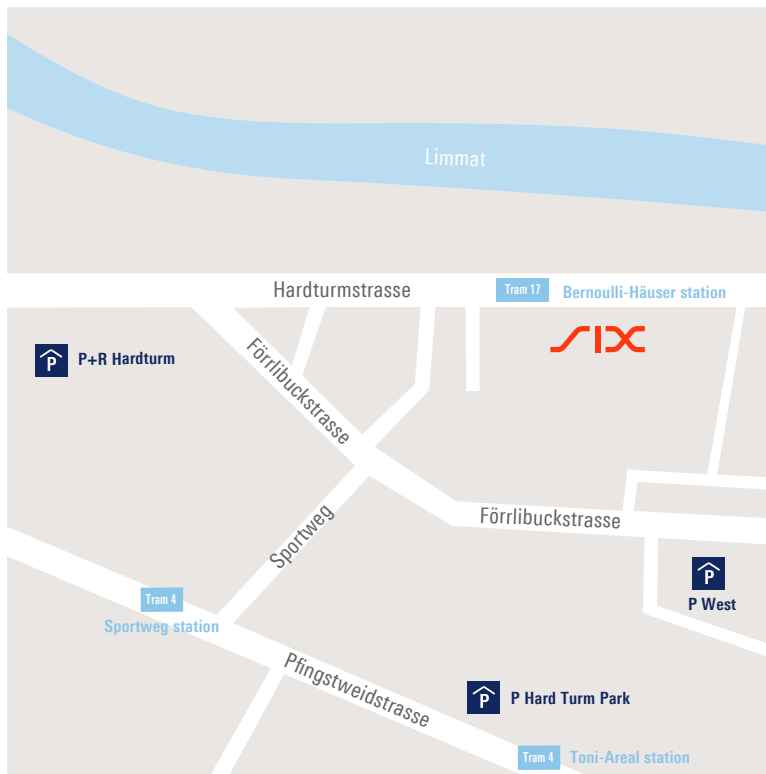 Limmat
Hardturmstrasse
Tram 17
Bernoulli-Häuser station
SIX
P
P+R Hardturm
Förrlibuckstrasse
Förrlibuckstrasse
Sportweg
P
P West
Tram 4
Sportweg station
Pfingstweidstrasse
P
P Hard Turm Park
Tram 4
Toni-Areal station